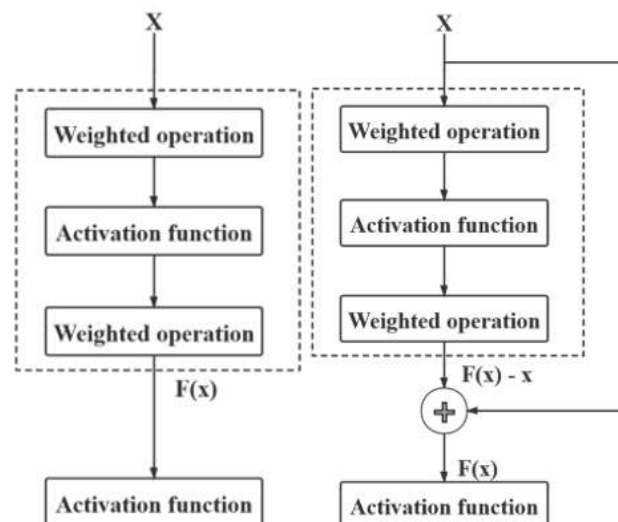 X
Weighted operation
Activation function
Weighted operation
F(x)
Activation function
X
Weighted operation
Activation function
Weighted operation
F(x) - x
F(x)
Activation function